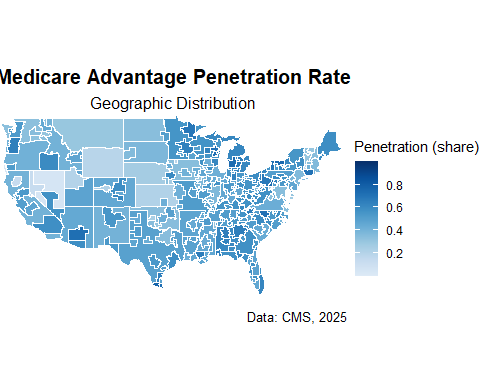 Medicare Advantage Penetration Rate
Geographic Distribution
Penetration (share)
0.8
0.6
0.4
0.2
Data: CMS, 2025